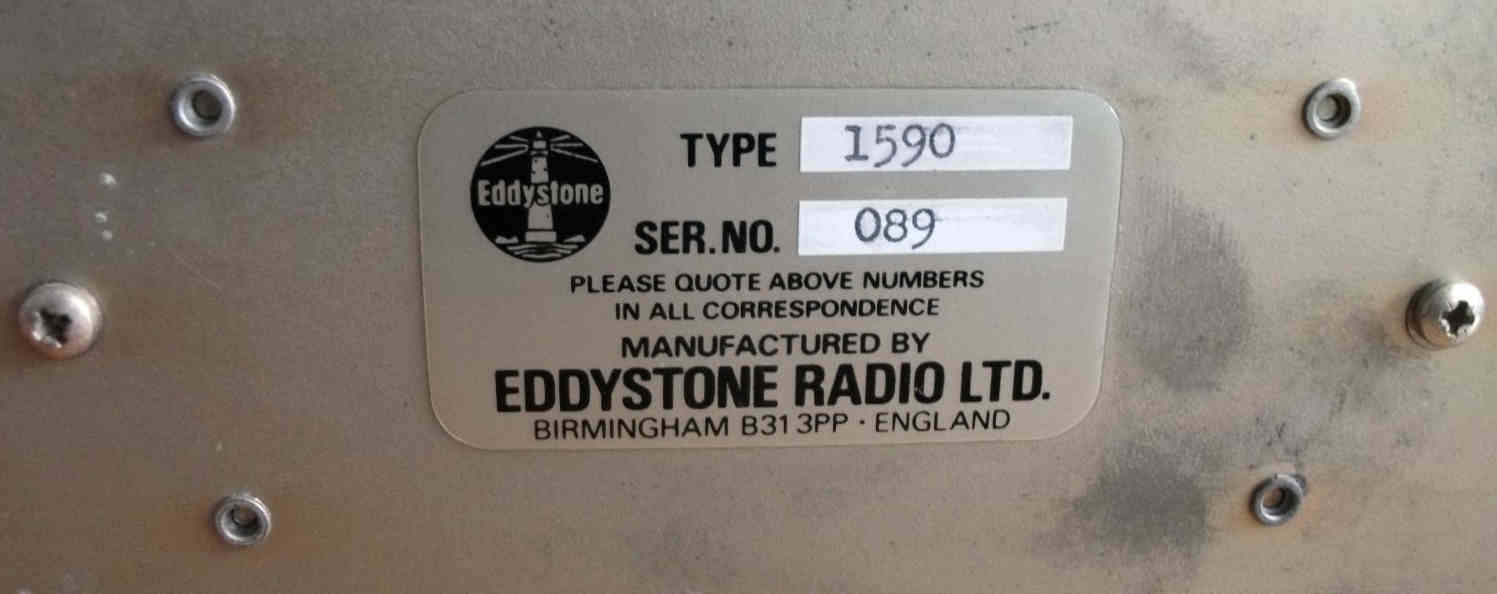 Eddystone
TYPE 1590
SER.NO. 089
PLEASE QUOTE ABOVE NUMBERS
IN ALL CORRESPONDENCE
MANUFACTURED BY
EDDYSTONE RADIO LTD.
BIRMINGHAM B31 3PP · ENGLAND